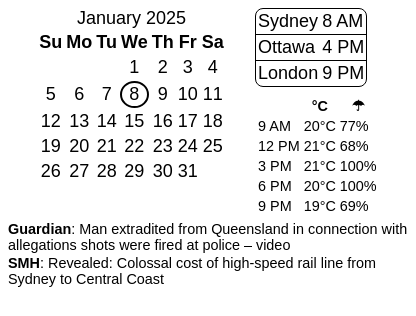 January 2025
Su Mo Tu We Th Fr Sa
1 2 3 4
5 6 7 8 9 10 11
12 13 14 15 16 17 18
19 20 21 22 23 24 25
26 27 28 29 30 31
Sydney 8 AM
Ottawa 4 PM
London 9 PM
°C ☂
9 AM 20°C 77%
12 PM 21°C 68%
3 PM 21°C 100%
6 PM 20°C 100%
9 PM 19°C 69%
Guardian: Man extradited from Queensland in connection with
allegations shots were fired at police – video
SMH: Revealed: Colossal cost of high-speed rail line from
Sydney to Central Coast